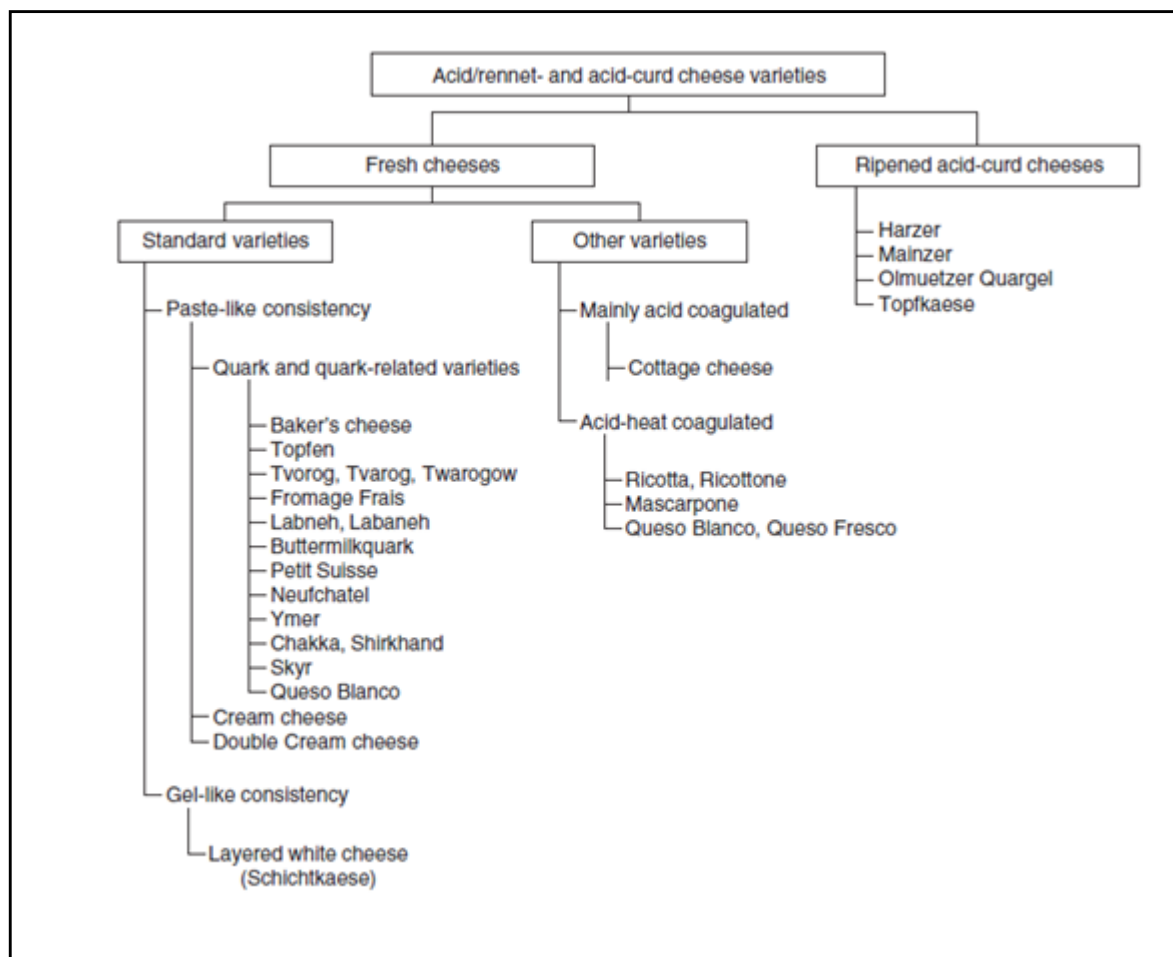 Acid/rennet- and acid-curd cheese varieties
Fresh cheeses
Ripened acid-curd cheeses
Standard varieties
Other varieties
Harzer
Mainzer
Olmuetzer Quargel
Topfkaese
Paste-like consistency
Quark and quark-related varieties
Baker's cheese
Topfen
Tvorog, Tvarog, Twarogow
Fromage Frais
Labneh, Labaneh
Buttermilkquark
Petit Suisse
Neufchatel
Ymer
Chakka, Shirkhand
Skyr
Queso Blanco
Cream cheese
Double Cream cheese
Gel-like consistency
Layered white cheese
(Schichtkaese)
Mainly acid coagulated
Cottage cheese
Acid-heat coagulated
Ricotta, Ricottone
Mascarpone
Queso Blanco, Queso Fresco